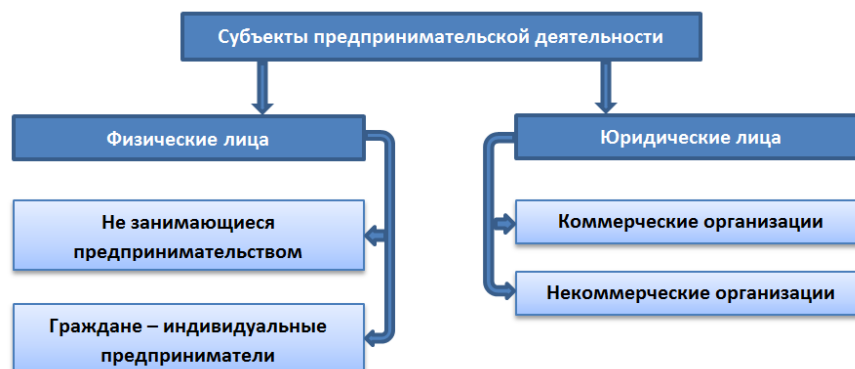 Субъекты предпринимательской деятельности
Физические лица
Юридические лица
Не занимающиеся
предпринимательством
Коммерческие организации
Некоммерческие организации
Граждане – индивидуальные
предприниматели